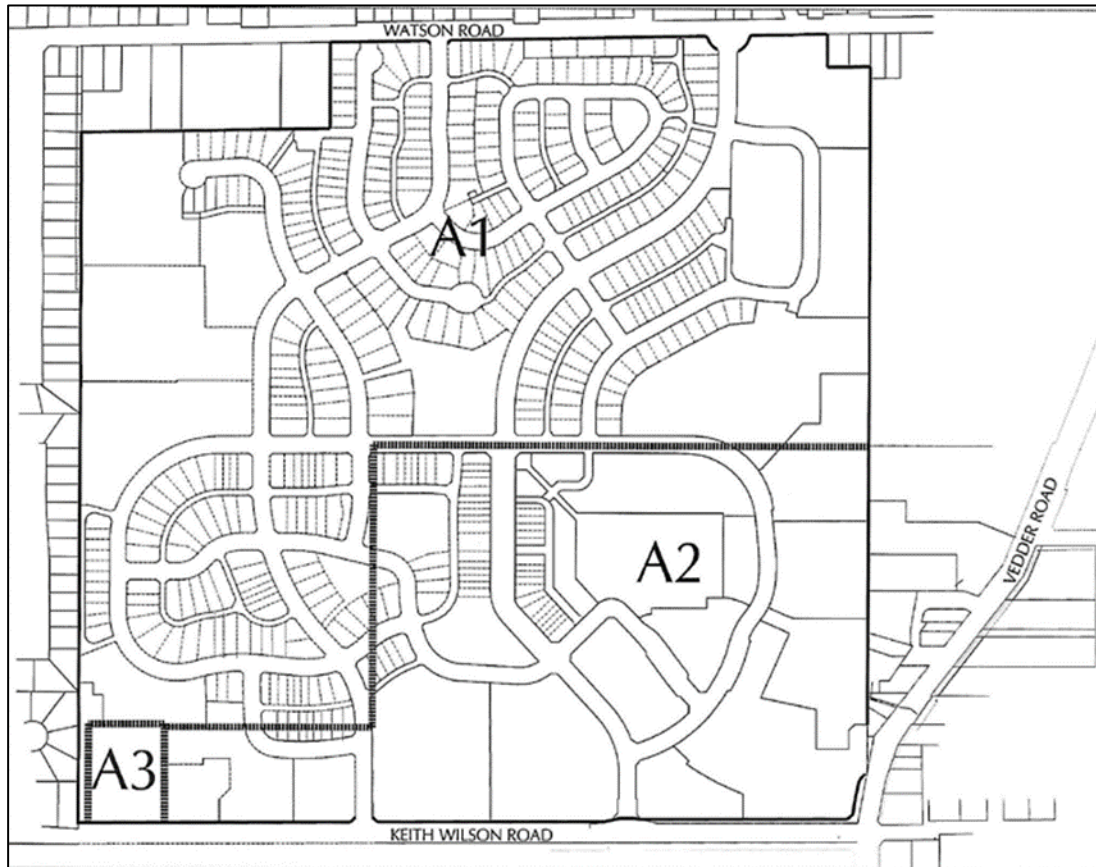 WATSON ROAD
A1
A2
VEDDER ROAD
A3
KEITH WILSON ROAD